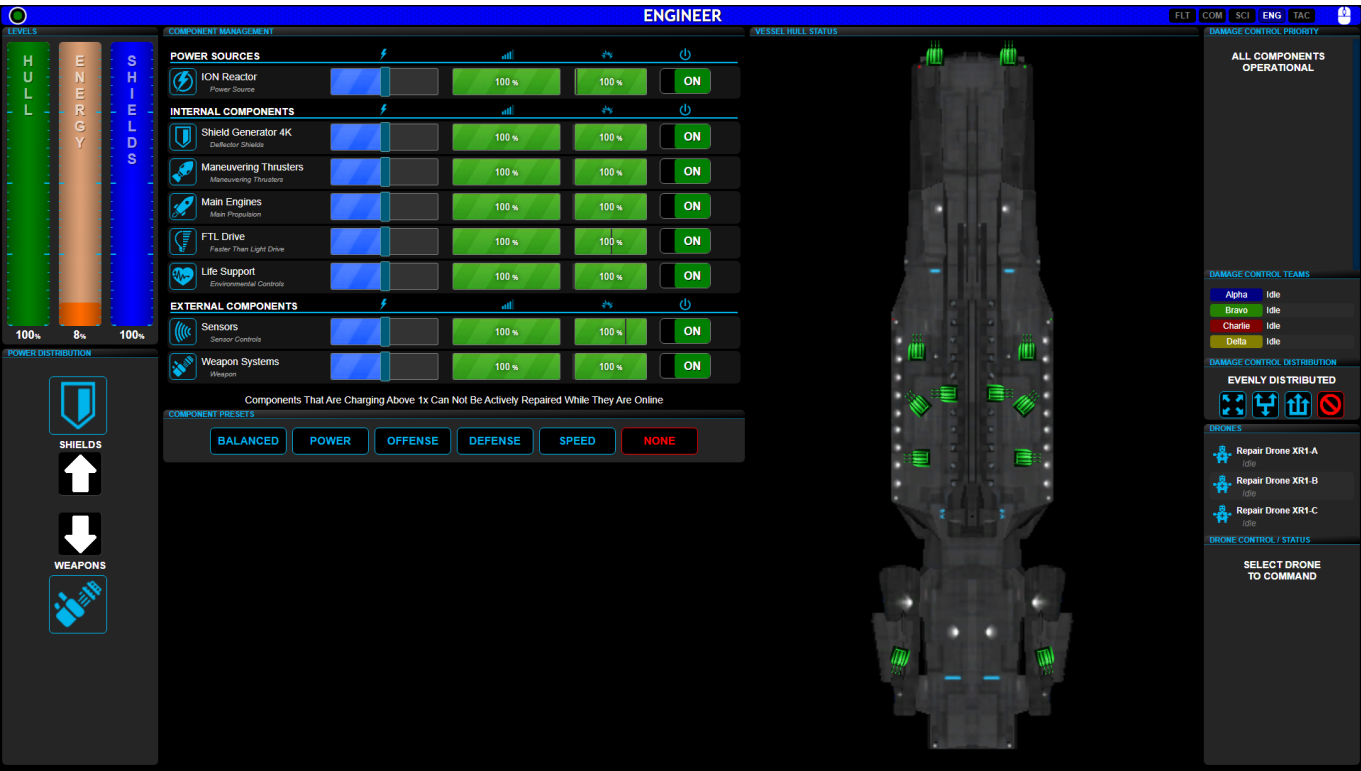 ENGINEER
FLT COM SCI ENG TAC
LEVELS
HULL
ENERGY
SHIELDS
100%
8%
100%
POWER DISTRIBUTION
SHIELDS
WEAPONS
COMPONENT MANAGEMENT
POWER SOURCES
ION Reactor
Power Source
100 %
100 %
ON
INTERNAL COMPONENTS
Shield Generator 4K
Deflector Shields
100 %
100 %
ON
Maneuvering Thrusters
Maneuvering Thrusters
100 %
100 %
ON
Main Engines
Main Propulsion
100 %
100 %
ON
FTL Drive
Faster Than Light Drive
100 %
100 %
ON
Life Support
Environmental Controls
100 %
100 %
ON
EXTERNAL COMPONENTS
Sensors
Sensor Controls
100 %
100 %
ON
Weapon Systems
Weapon
100 %
100 %
ON
Components That Are Charging Above 1x Can Not Be Actively Repaired While They Are Online
COMPONENT PRESETS
BALANCED
POWER
OFFENSE
DEFENSE
SPEED
NONE
VESSEL HULL STATUS
DAMAGE CONTROL PRIORITY
ALL COMPONENTS
OPERATIONAL
DAMAGE CONTROL TEAMS
Alpha Idle
Bravo Idle
Charlie Idle
Delta Idle
DAMAGE CONTROL DISTRIBUTION
EVENLY DISTRIBUTED
DRONES
Repair Drone XR1-A
Idle
Repair Drone XR1-B
Idle
Repair Drone XR1-C
Idle
DRONE CONTROL / STATUS
SELECT DRONE
TO COMMAND